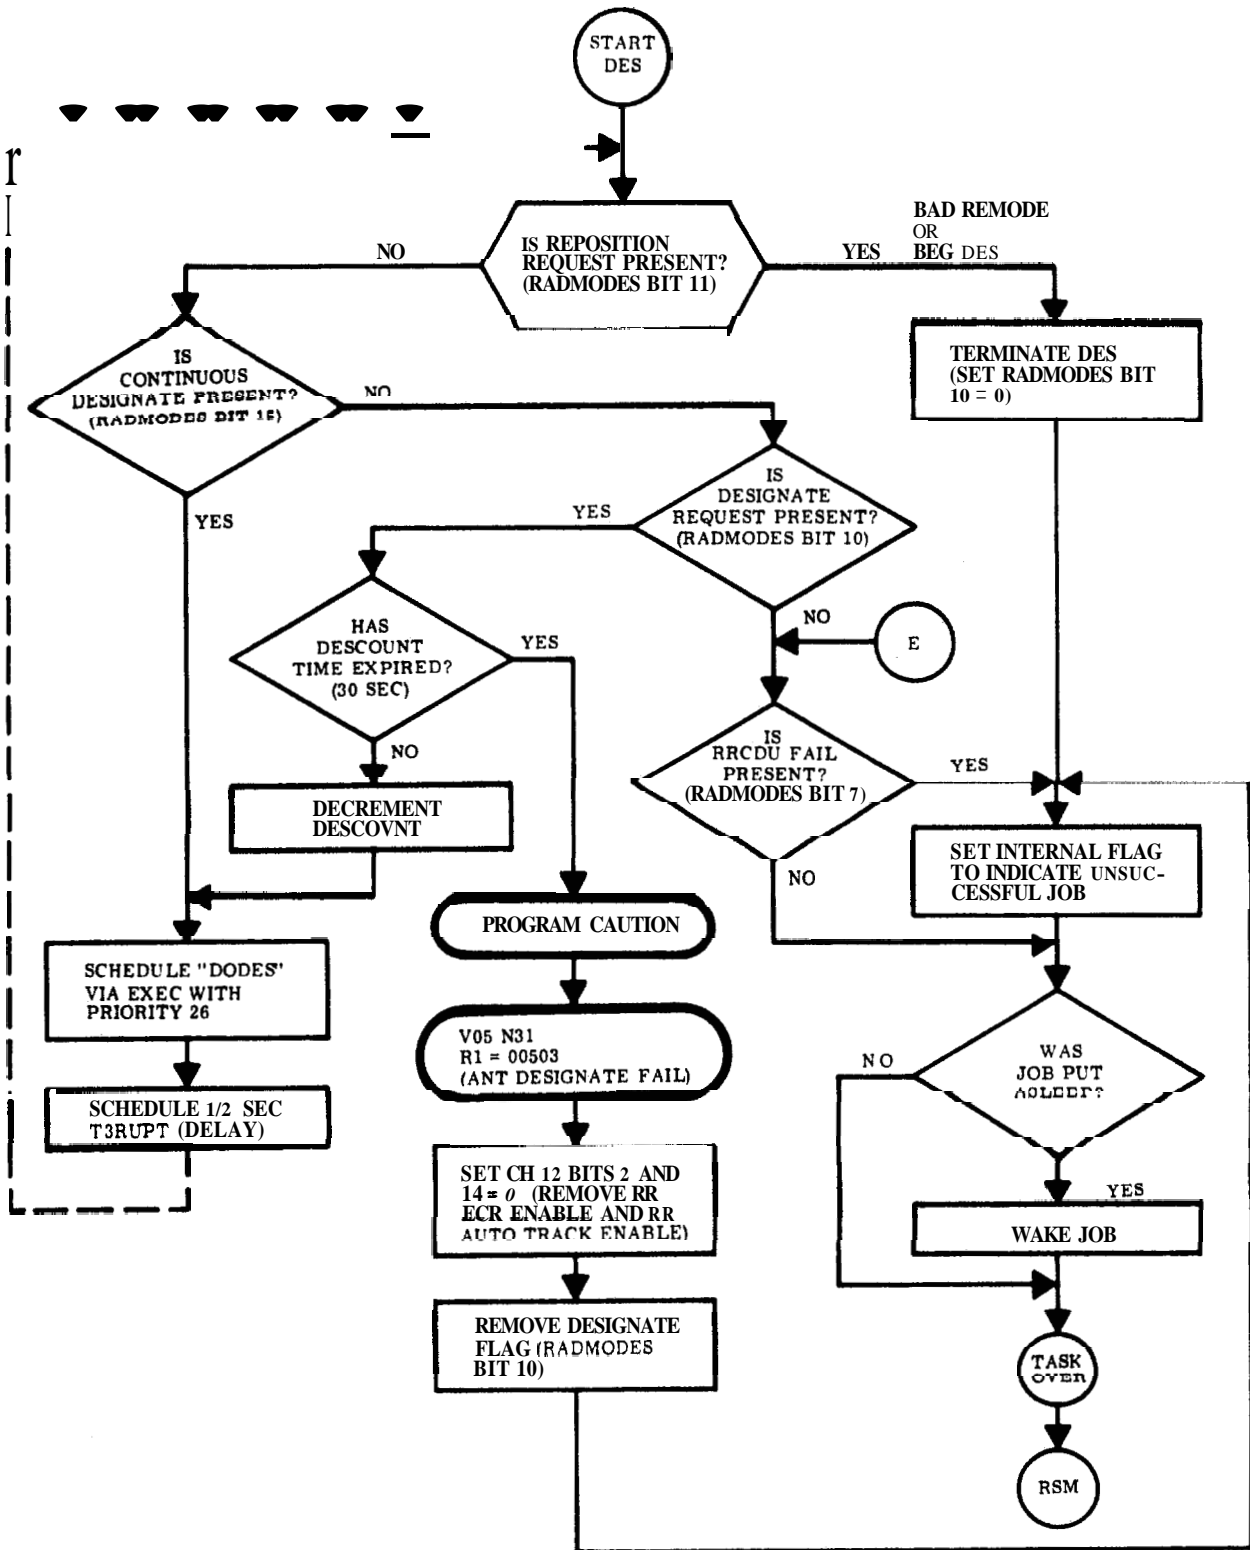 START
DES
IS REPOSITION
REQUEST PRESENT?
(RADMODES BIT 11)
NO
YES
BAD REMODE
OR
BEG DES
TERMINATE DES
(SET RADMODES BIT
10 = 0)
IS
CONTINUOUS
DESIGNATE PRESENT?
(RADMODES BIT 15)
NO
YES
IS
DESIGNATE
REQUEST PRESENT?
(RADMODES BIT 10)
YES
NO
E
HAS
DESCOUNT
TIME EXPIRED?
(30 SEC)
YES
NO
DECREMENT
DESCOVNT
IS
RRCDU FAIL
PRESENT?
(RADMODES BIT 7)
YES
NO
SET INTERNAL FLAG
TO INDICATE UNSUC-
CESSFUL JOB
PROGRAM CAUTION
SCHEDULE "DODES"
VIA EXEC WITH
PRIORITY 26
V05 N31
R1 = 00503
(ANT DESIGNATE FAIL)
WAS
JOB PUT
ASLEEP?
NO
YES
SCHEDULE 1/2 SEC
T3RUPT (DELAY)
SET CH 12 BITS 2 AND
14 = 0 (REMOVE RR
ECR ENABLE AND RR
AUTO TRACK ENABLE)
WAKE JOB
REMOVE DESIGNATE
FLAG (RADMODES
BIT 10)
TASK
OVER
RSM